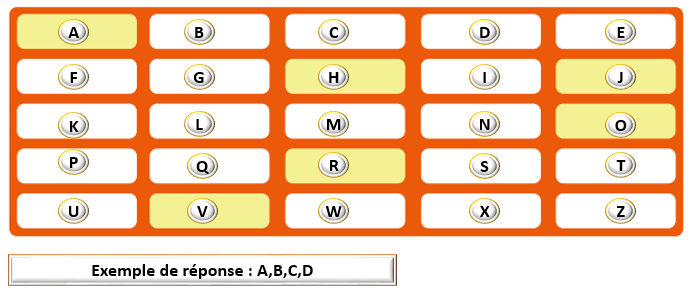 A B C D E
F G H I J
K L M N O
P Q R S T
U V W X Z
Exemple de réponse : A,B,C,D